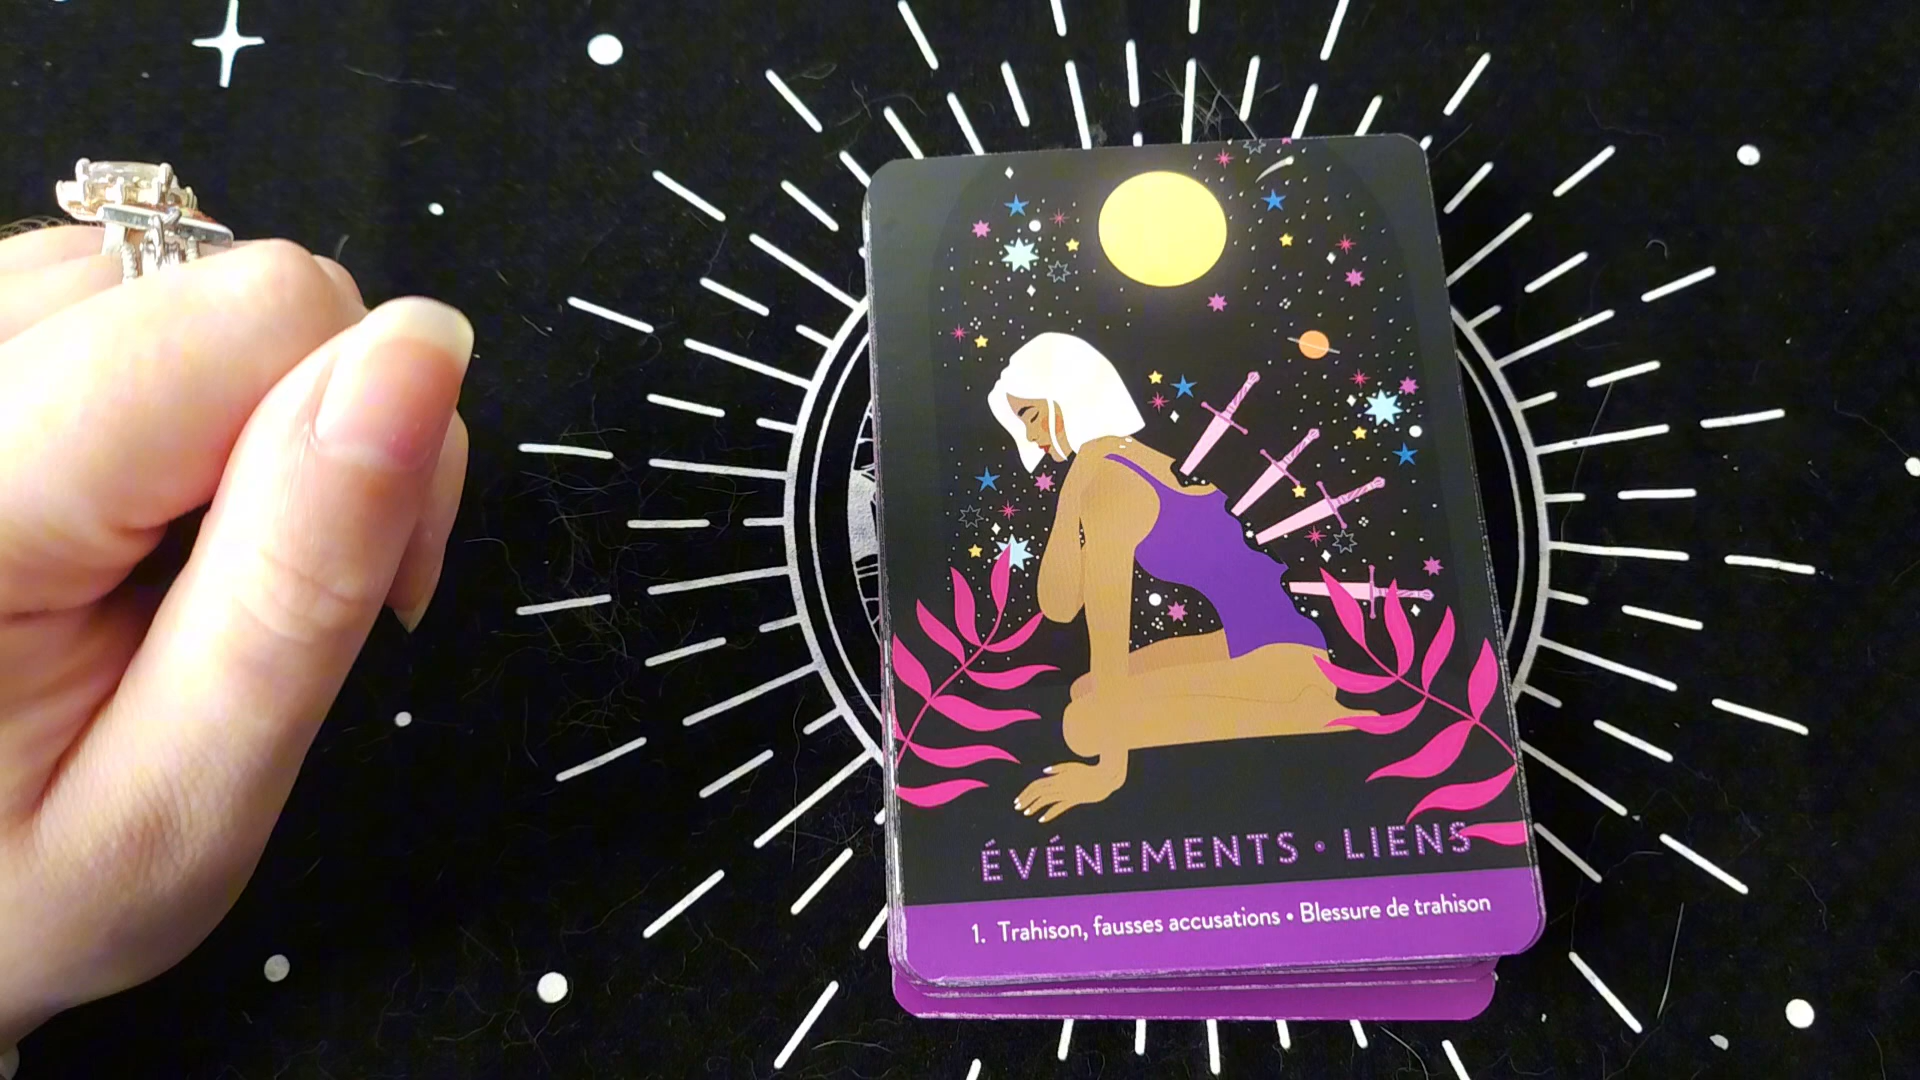 ÉVÉNEMENTS • LIENS
1. Trahison, fausses accusations • Blessure de trahison